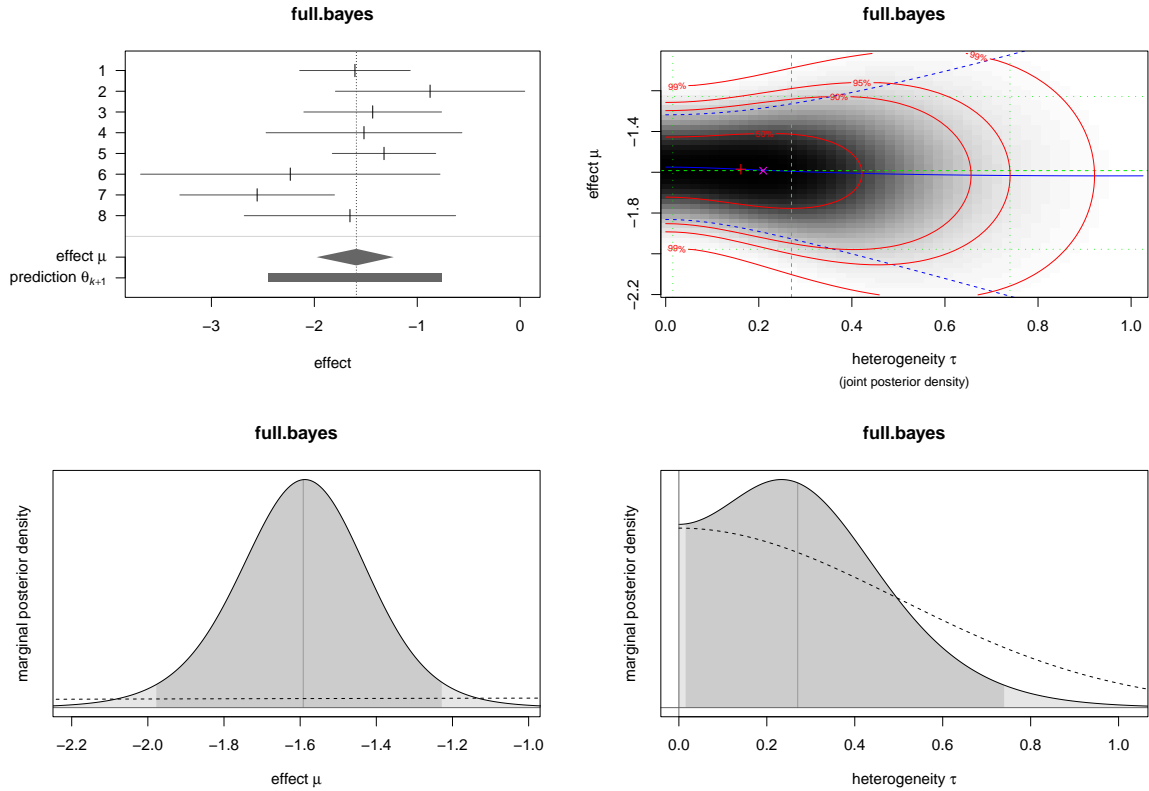 full.bayes
1
2
3
4
5
6
7
8
effect μ
prediction θk+1
−3 −2 −1 0
effect
full.bayes
effect μ
−1.4
−1.8
−2.2
99%
99%
95%
90%
50%
99%
0.0 0.2 0.4 0.6 0.8 1.0
heterogeneity τ
(joint posterior density)
full.bayes
marginal posterior density
−2.2 −2.0 −1.8 −1.6 −1.4 −1.2 −1.0
effect μ
full.bayes
marginal posterior density
0.0 0.2 0.4 0.6 0.8 1.0
heterogeneity τ